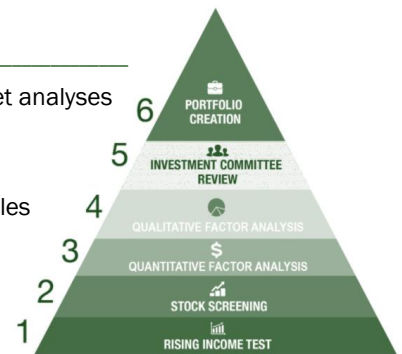 et analyses
les
6 PORTFOLIO
CREATION
5 INVESTMENT COMMITTEE
REVIEW
4 QUALITATIVE FACTOR ANALYSIS
$
3 QUANTITATIVE FACTOR ANALYSIS
2 STOCK SCREENING
1 RISING INCOME TEST